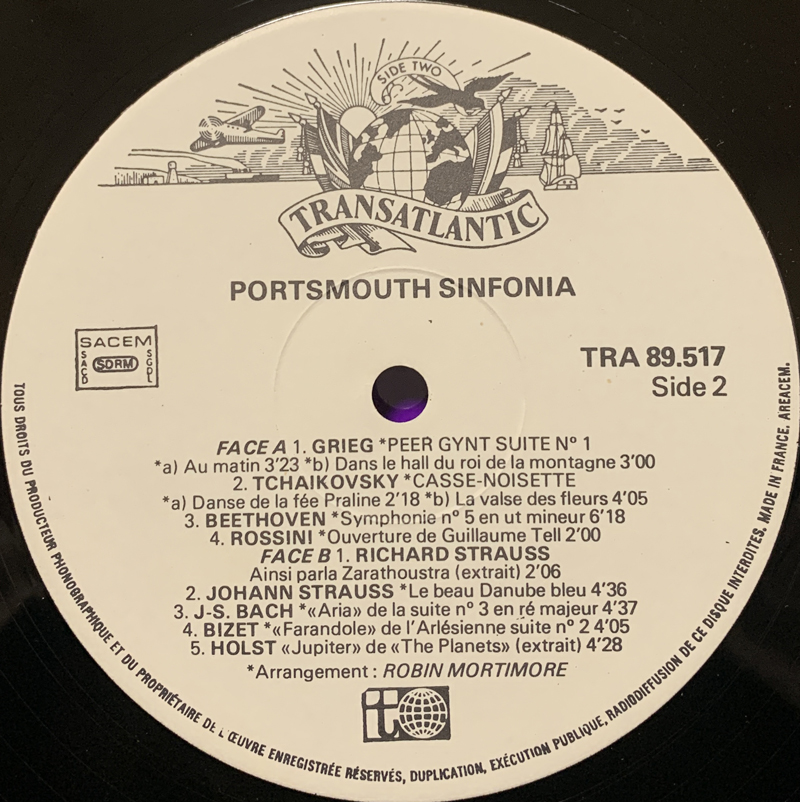 SIDE TWO
TRANSATLANTIC
PORTSMOUTH SINFONIA
SACEM
SACD
SDRM
SGDL
TRA 89.517
Side 2
FACE A 1. GRIEG *PEER GYNT SUITE Nº 1
*a) Au matin 3'23 *b) Dans le hall du roi de la montagne 3'00
2. TCHAIKOVSKY *CASSE-NOISETTE
*a) Danse de la fée Praline 2'18 *b) La valse des fleurs 4'05
3. BEETHOVEN *Symphonie nº 5 en ut mineur 6'18
4. ROSSINI *Ouverture de Guillaume Tell 2'00
FACE B 1. RICHARD STRAUSS
Ainsi parla Zarathoustra (extrait) 2'06
2. JOHANN STRAUSS *Le beau Danube bleu 4'36
3. J-S. BACH *«Aria» de la suite nº 3 en ré majeur 4'37
4. BIZET *«Farandole» de l'Arlésienne suite nº 2 4'05
5. HOLST «Jupiter» de «The Planets» (extrait) 4'28
*Arrangement : ROBIN MORTIMORE
it
TOUS DROITS DU PRODUCTEUR PHONOGRAPHIQUE ET DU PROPRIÉTAIRE DE L ŒUVRE ENREGISTRÉE RÉSERVÉS, DUPLICATION, EXÉCUTION PUBLIQUE, RADIODIFFUSION DE CE DISQUE INTERDITES. MADE IN FRANCE. AREACEM.